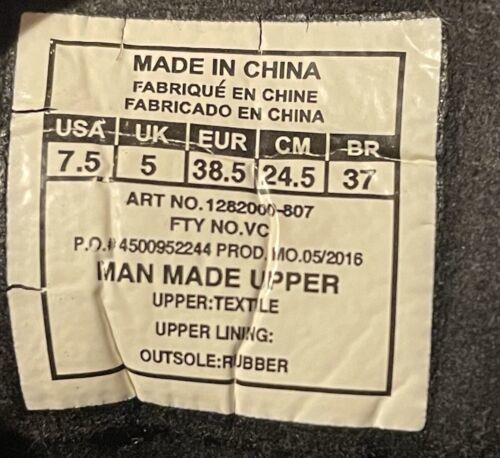 MADE IN CHINA
FABRIQUÉ EN CHINE
FABRICADO EN CHINA
USA UK EUR CM BR
7.5 5 38.5 24.5 37
ART NO.1282060-807
FTY NO.VC
P.O.# 4500952244 PROD. MO.05/2016
MAN MADE UPPER
UPPER:TEXTILE
UPPER LINING:
OUTSOLE:RUBBER